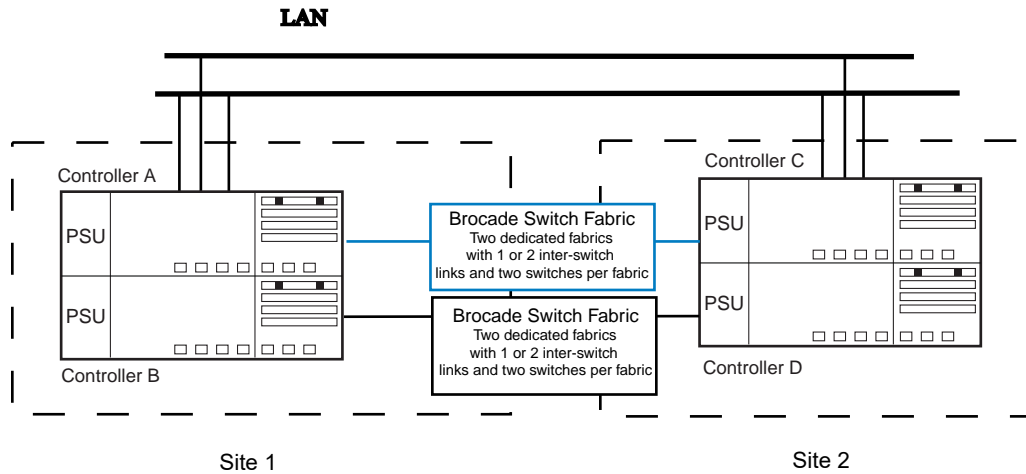 LAN
Controller A
Controller C
PSU
PSU
Brocade Switch Fabric
Two dedicated fabrics
with 1 or 2 inter-switch
links and two switches per fabric
PSU
PSU
Brocade Switch Fabric
Two dedicated fabrics
with 1 or 2 inter-switch
links and two switches per fabric
Controller B
Controller D
Site 1
Site 2